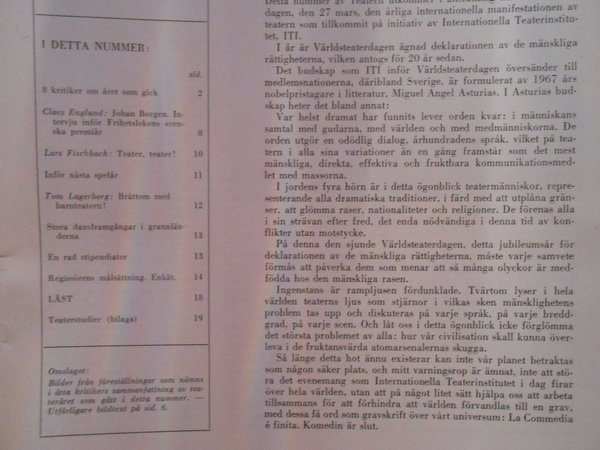 I DETTA NUMMER:
sid.
8 kritiker om året som gick 2
Claes Englund: Johan Borgen. In-
tervju inför Frihetslekens sven-
ska premiär 8
Lars Fischbach: Teater, teater! 10
Inför nästa spelår 11
Tom Lagerborg: Bråttom med
barnteatern! 12
Stora dansframgångar i grannlän-
derna 13
En rad stipendiater 13
Regissörens målsättning. Enkät. 14
LÄST 18
Teaterstudier (bilaga) 19
Omslaget:
Bilder från föreställningar som nämns
i åtta kritikers sammanfattning av tea-
teråret som gått i detta nummer. —
Utförligare bildtext på sid. 6.
Detta nummer av Teatern utkommer i
dagen, den 27 mars, den årliga internationella manifestationen av
teatern som tillkommit på initiativ av Internationella Teaterinstitu-
tet, ITI.
I år är Världsteaterdagen ägnad deklarationen av de mänskliga
rättigheterna, vilken antogs för 20 år sedan.
Det budskap som ITI inför Världsteaterdagen översänder till
medlemsnationerna, däribland Sverige, är formulerat av 1967 års
nobelpristagare i litteratur, Miguel Angel Asturias. I Asturias bud-
skap heter det bland annat:
Var helst dramat har funnits lever orden kvar: i människans
samtal med gudarna, med världen och med medmänniskorna. De
orden utgör en odödlig dialog, århundradens språk, vilket på tea-
tern i alla sina variationer än en gång framstår som det mest
mänskliga, direkta, effektiva och fruktbara kommunikationsmed-
let med massorna.
I jordens fyra hörn är i detta ögonblick teatermänniskor, repre-
senterande alla dramatiska traditioner, i färd med att utplåna grän-
ser, att glömma raser, nationaliteter och religioner. De förenas alla
i sin strävan efter fred, det enda nödvändiga i denna tid av kon-
flikter utan motstycke.
På denna den sjunde Världsteaterdagen, detta jubileumsår för
deklarationen av de mänskliga rättigheterna, måste varje samvete
förmås att påverka dem som menar att så många olyckor är med-
födda hos den mänskliga rasen.
Ingenstans är rampljusen fördunklade. Tvärtom lyser i hela
världen teaterns ljus som stjärnor i vilkas sken mänsklighetens
problem tas upp och diskuteras på varje språk, på varje bredd-
grad, på varje scen. Och låt oss i detta ögonblick icke förglömma
det största problemet av alla: hur vår civilisation skall kunna över-
leva i de fruktansvärda atomarsenalernas skugga.
Så länge detta hot ännu existerar kan inte vår planet betraktas
som någon säker plats, och mitt varningsrop är ämnat, inte att stö-
ra det evenemang som Internationella Teaterinstitutet i dag firar
över hela världen, utan att på något litet sätt hjälpa oss att arbeta
tillsammans för att förhindra att världen förvandlas till en grav,
med dessa få ord som gravskrift över vårt universum: La Commedia
é finita. Komedin är slut.